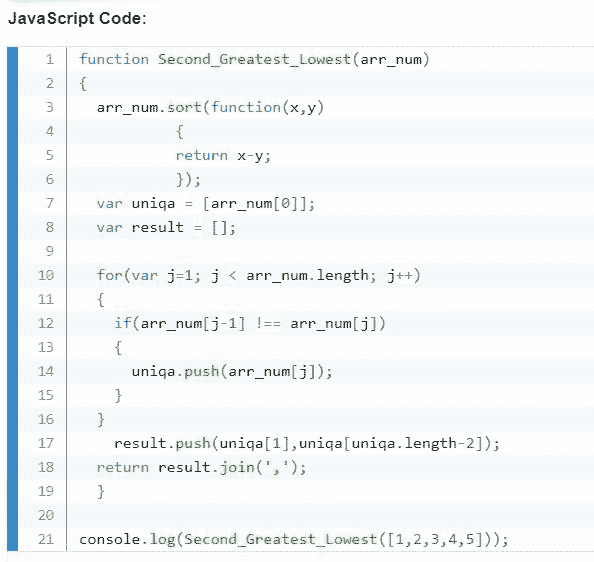 JavaScript Code:
1 function Second_Greatest_Lowest(arr_num)
2 {
3   arr_num.sort(function(x,y)
4            {
5            return x-y;
6            });
7   var uniqa = [arr_num[0]];
8   var result = [];
9
10   for(var j=1; j < arr_num.length; j++)
11   {
12     if(arr_num[j-1] !== arr_num[j])
13     {
14       uniqa.push(arr_num[j]);
15     }
16   }
17     result.push(uniqa[1],uniqa[uniqa.length-2]);
18   return result.join(',');
19   }
20
21 console.log(Second_Greatest_Lowest([1,2,3,4,5]));